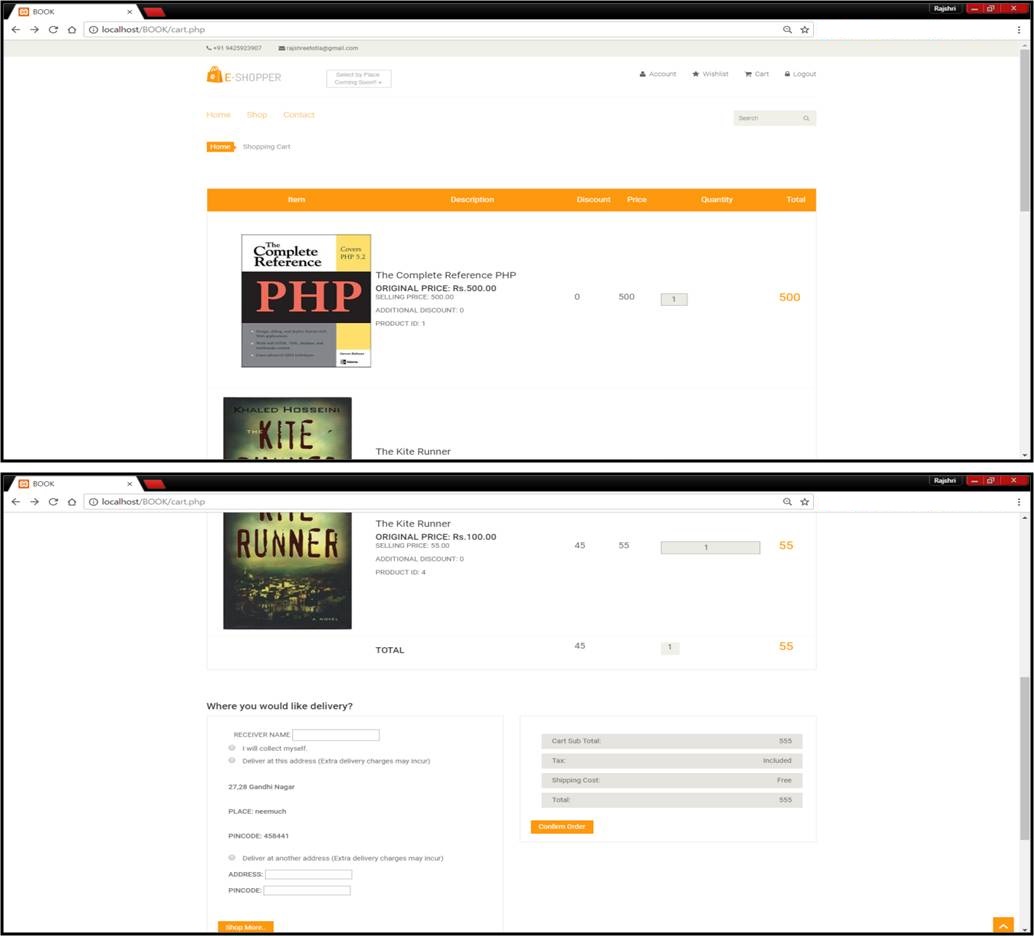 BOOK
Rajshri
localhost/BOOK/cart.php
+91 9425923907 rajshreelotla@gmail.com
E-SHOPPER
Select by Place
Coming Soon!!
Account Wishlist Cart Logout
Home Shop Contact
Search
Home Shopping Cart
Item Description Discount Price Quantity Total
The
Complete
Reference
Covers
PHP 5.2
PHP
The Complete Reference PHP
ORIGINAL PRICE: Rs.500.00
SELLING PRICE: 500.00
ADDITIONAL DISCOUNT: 0
PRODUCT ID: 1
0 500 1 500
KHALED HOSSEINI
THE
KITE
RUNNER
The Kite Runner
BOOK
Rajshri
localhost/BOOK/cart.php
KITE
RUNNER
A NOVEL
The Kite Runner
ORIGINAL PRICE: Rs.100.00
SELLING PRICE: 55.00
ADDITIONAL DISCOUNT: 0
PRODUCT ID: 4
45 55 1 55
TOTAL 45 1 55
Where you would like delivery?
RECEIVER NAME
I will collect myself.
Deliver at this address (Extra delivery charges may incur)
27,28 Gandhi Nagar
PLACE: neemuch
PINCODE: 458441
Deliver at another address (Extra delivery charges may incur)
ADDRESS:
PINCODE:
Shop More..
Cart Sub Total: 555
Tax: Included
Shipping Cost: Free
Total: 555
Confirm Order